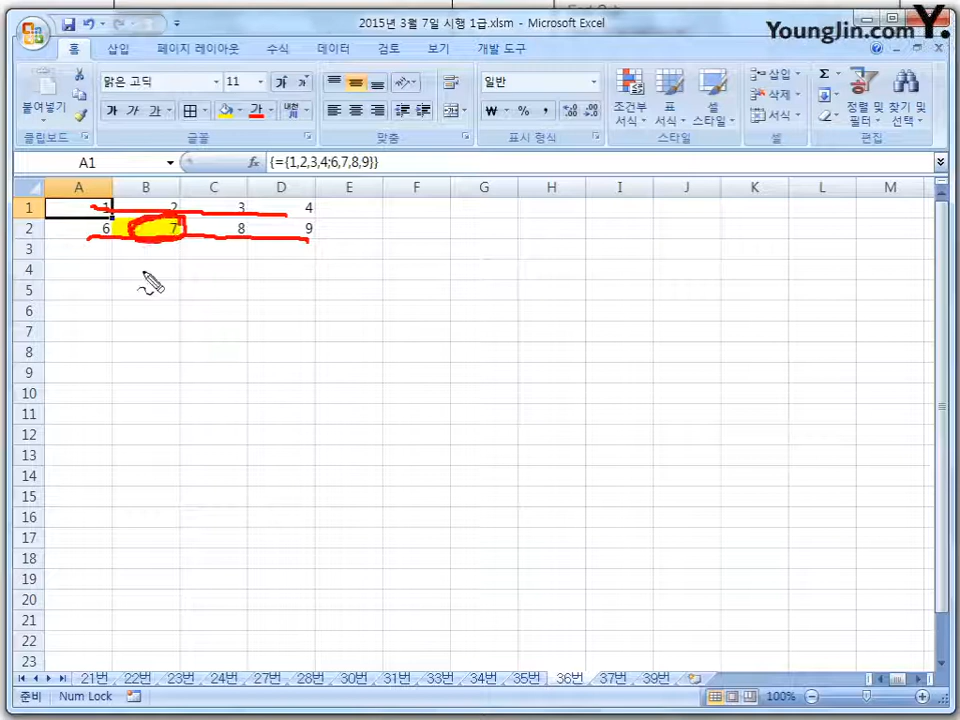 2015년 3월 7일 시행 1급.xlsm - Microsoft Excel
YoungJin.com Y.
홈 삽입 페이지 레이아웃 수식 데이터 검토 보기 개발 도구
맑은 고딕 11 일반
붙여넣기 가 가 가 가 내천 % , 조건부 서식 표 서식 셀 스타일 삽입 삭제 서식 Σ 정렬 및 필터 찾기 및 선택
클립보드 글꼴 맞춤 표시 형식 스타일 셀 편집
A1 fx {={1,2,3,4;6,7,8,9}}
A B C D E F G H I J K L M
1 1 2 3 4
2 6 7 8 9
3
4
5
6
7
8
9
10
11
12
13
14
15
16
17
18
19
20
21
22
23
21번 22번 23번 24번 27번 28번 30번 31번 33번 34번 35번 36번 37번 39번
준비 Num Lock 100%